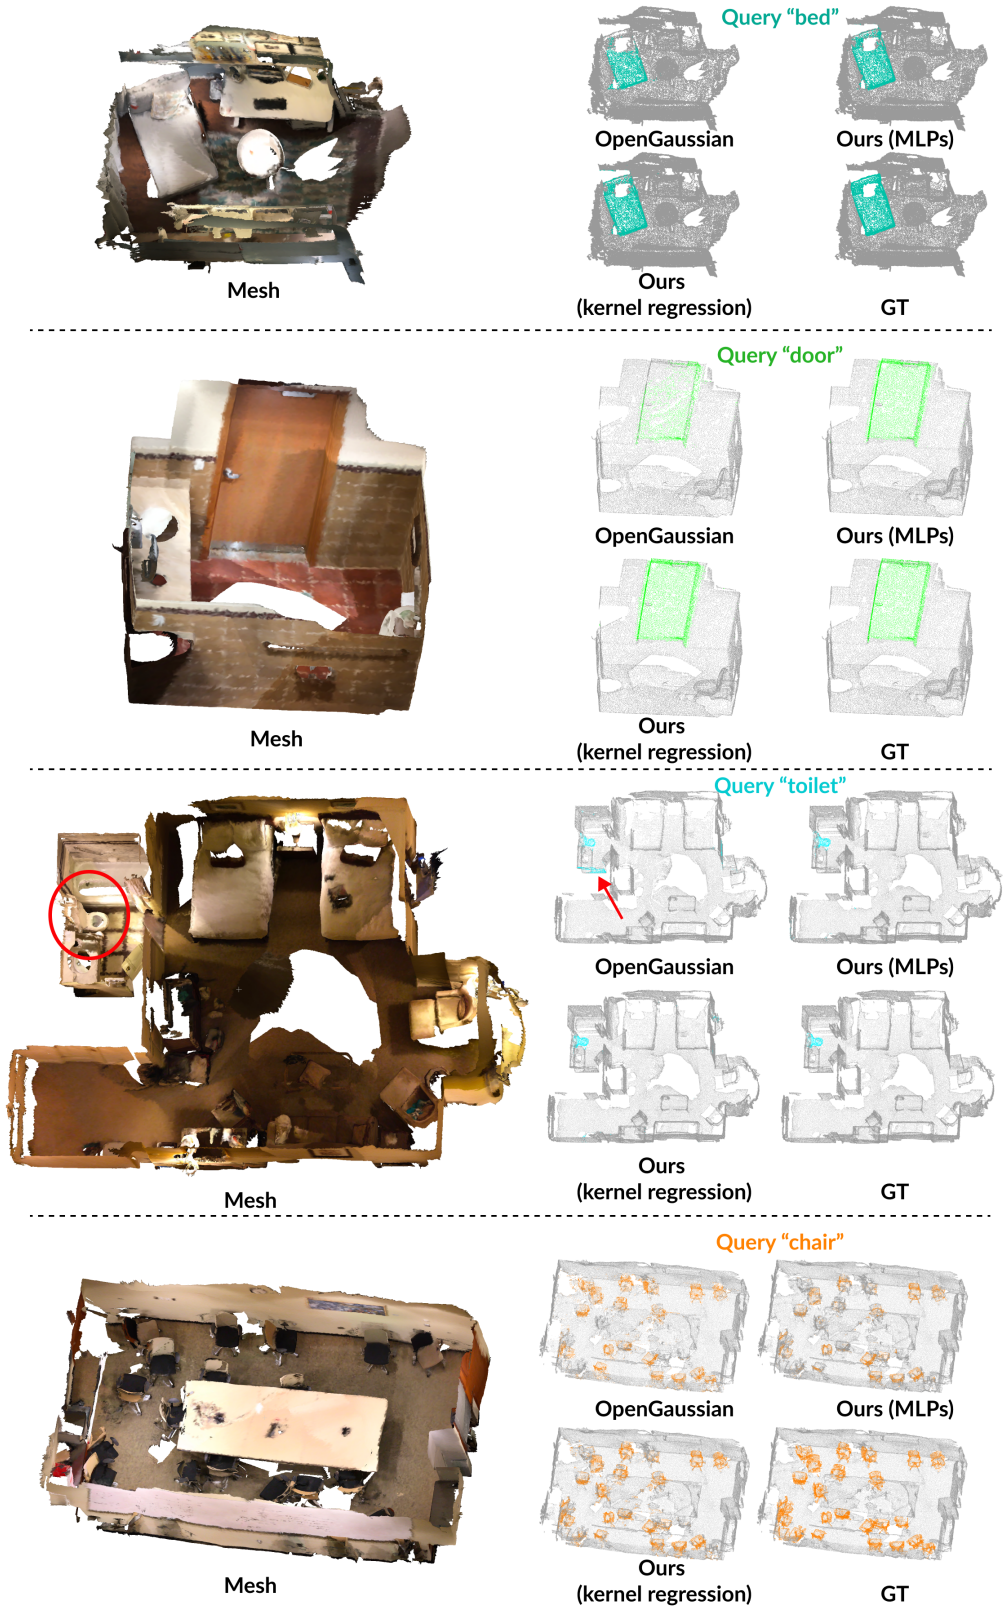 Query “bed”
OpenGaussian
Ours (MLPs)
Mesh
Ours
(kernel regression)
GT
Query “door”
OpenGaussian
Ours (MLPs)
Mesh
Ours
(kernel regression)
GT
Query “toilet”
OpenGaussian
Ours (MLPs)
Mesh
Ours
(kernel regression)
GT
Query “chair”
OpenGaussian
Ours (MLPs)
Mesh
Ours
(kernel regression)
GT